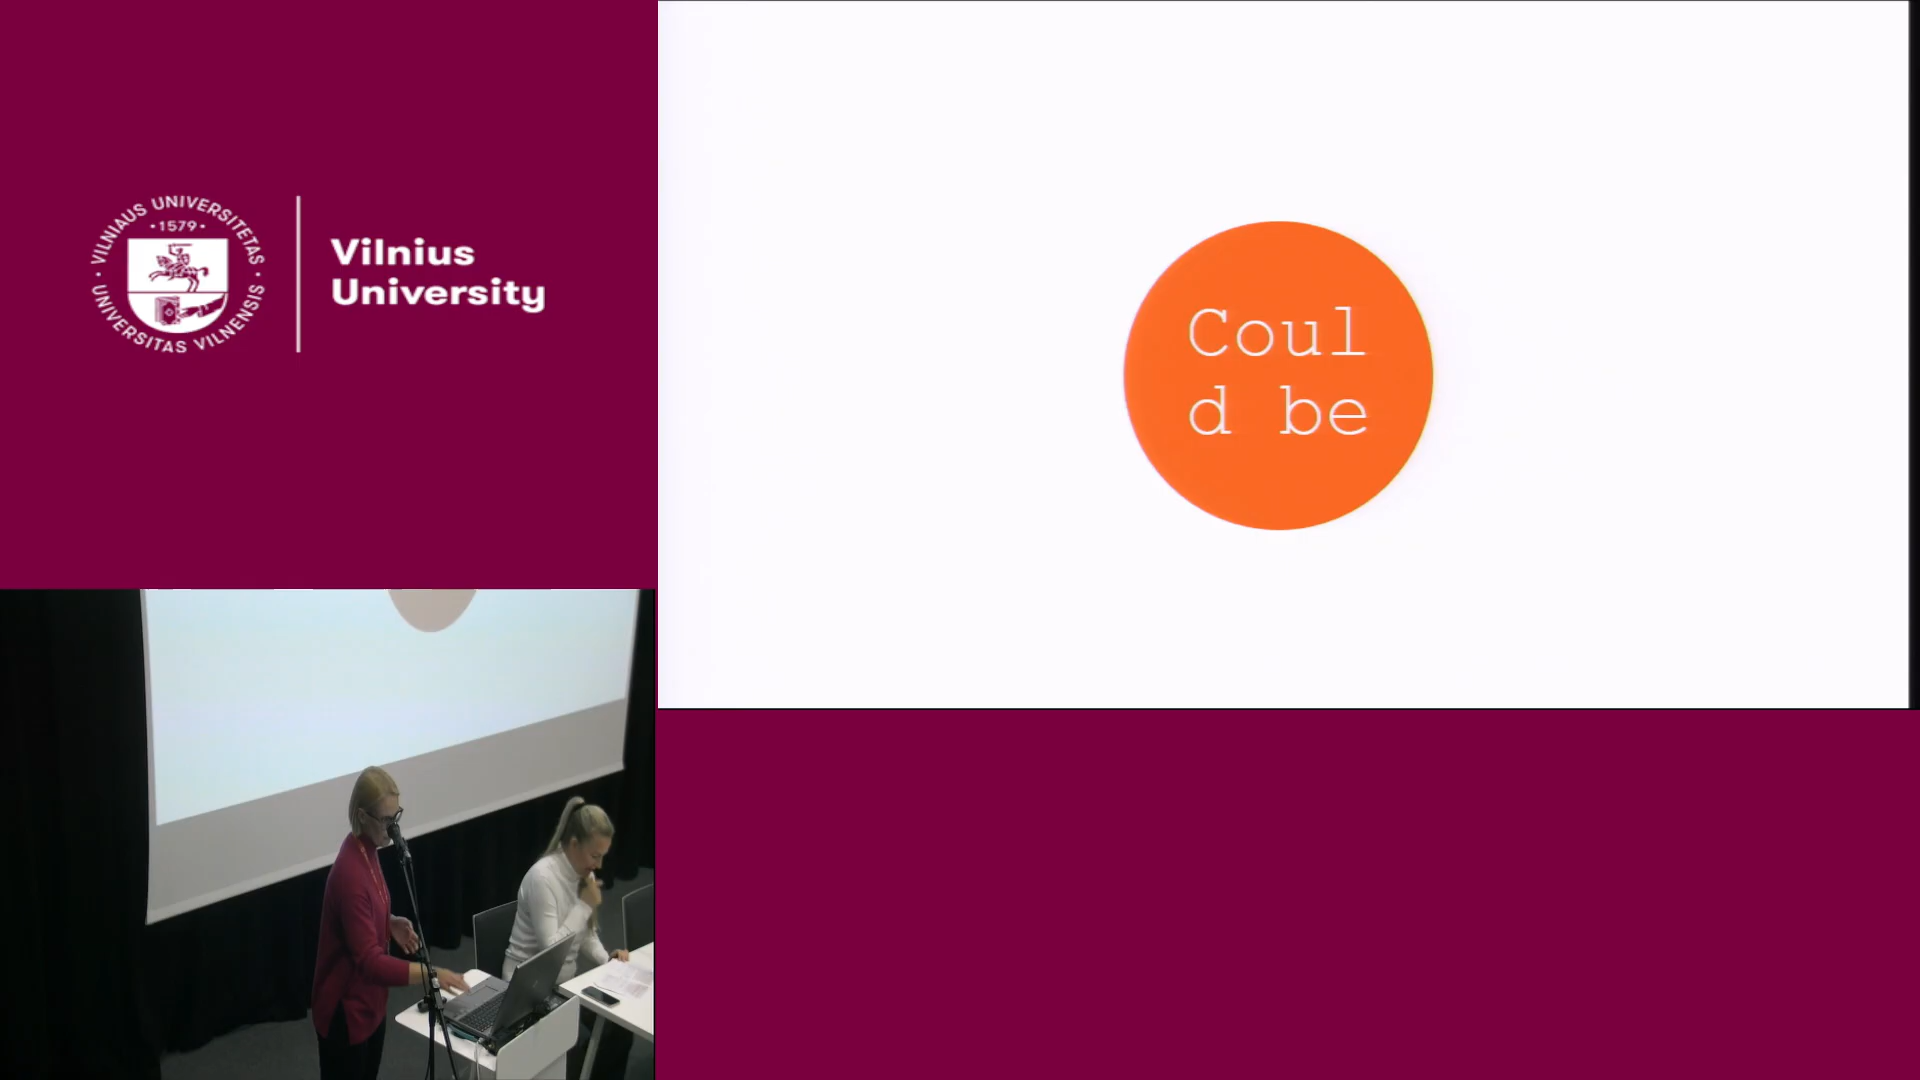 VILNIAUS UNIVERSITETAS
• 1579 •
UNIVERSITAS VILNENSIS
Vilnius
University
Coul
d be